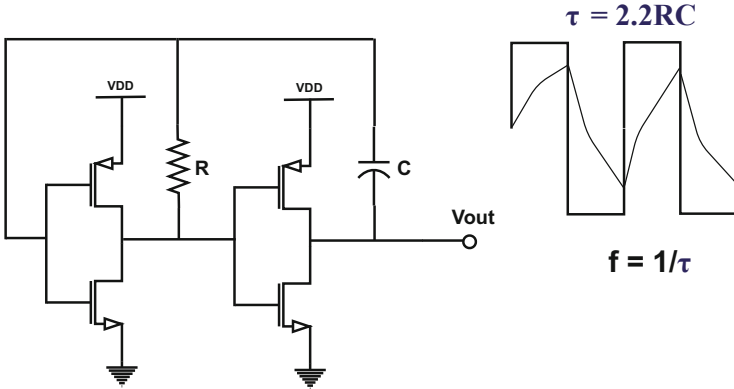 τ = 2.2RC
VDD
VDD
R
C
Vout
f = 1/τ